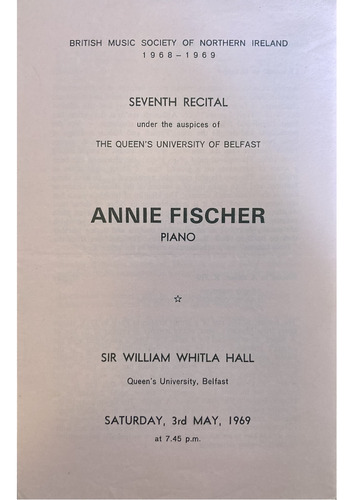 BRITISH MUSIC SOCIETY OF NORTHERN IRELAND
1968-1969
SEVENTH RECITAL
under the auspices of
THE QUEEN'S UNIVERSITY OF BELFAST
ANNIE FISCHER
PIANO
☆
SIR WILLIAM WHITLA HALL
Queen's University, Belfast
SATURDAY, 3rd MAY, 1969
at 7.45 p.m.